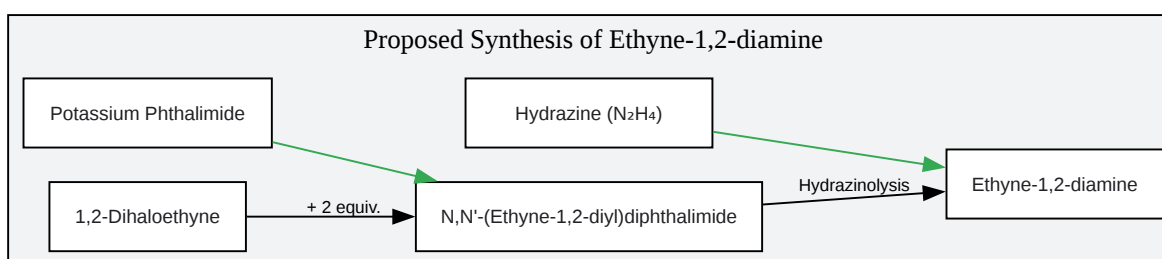 Proposed Synthesis of Ethyne-1,2-diamine
Potassium Phthalimide
Hydrazine (N₂H₄)
1,2-Dihaloethyne
+ 2 equiv.
N,N'-(Ethyne-1,2-diyl)diphthalimide
Hydrazinolysis
Ethyne-1,2-diamine